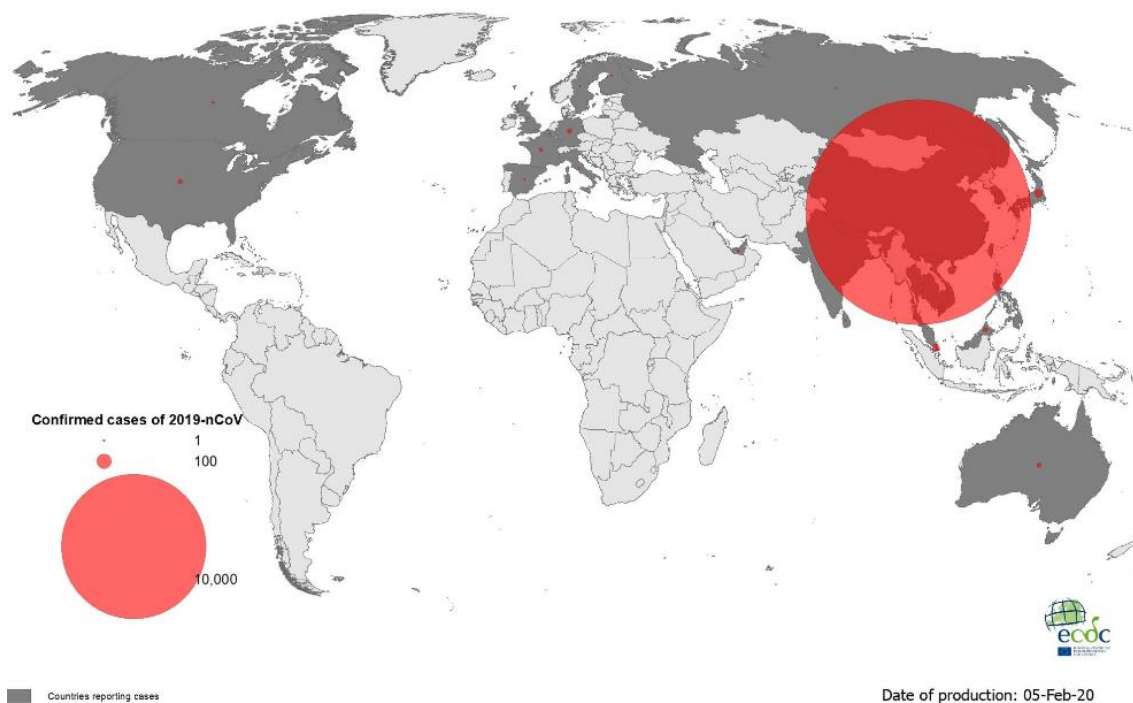 Confirmed cases of 2019-nCoV
1
100
10,000
ecdc
Countries reporting cases
Date of production: 05-Feb-20